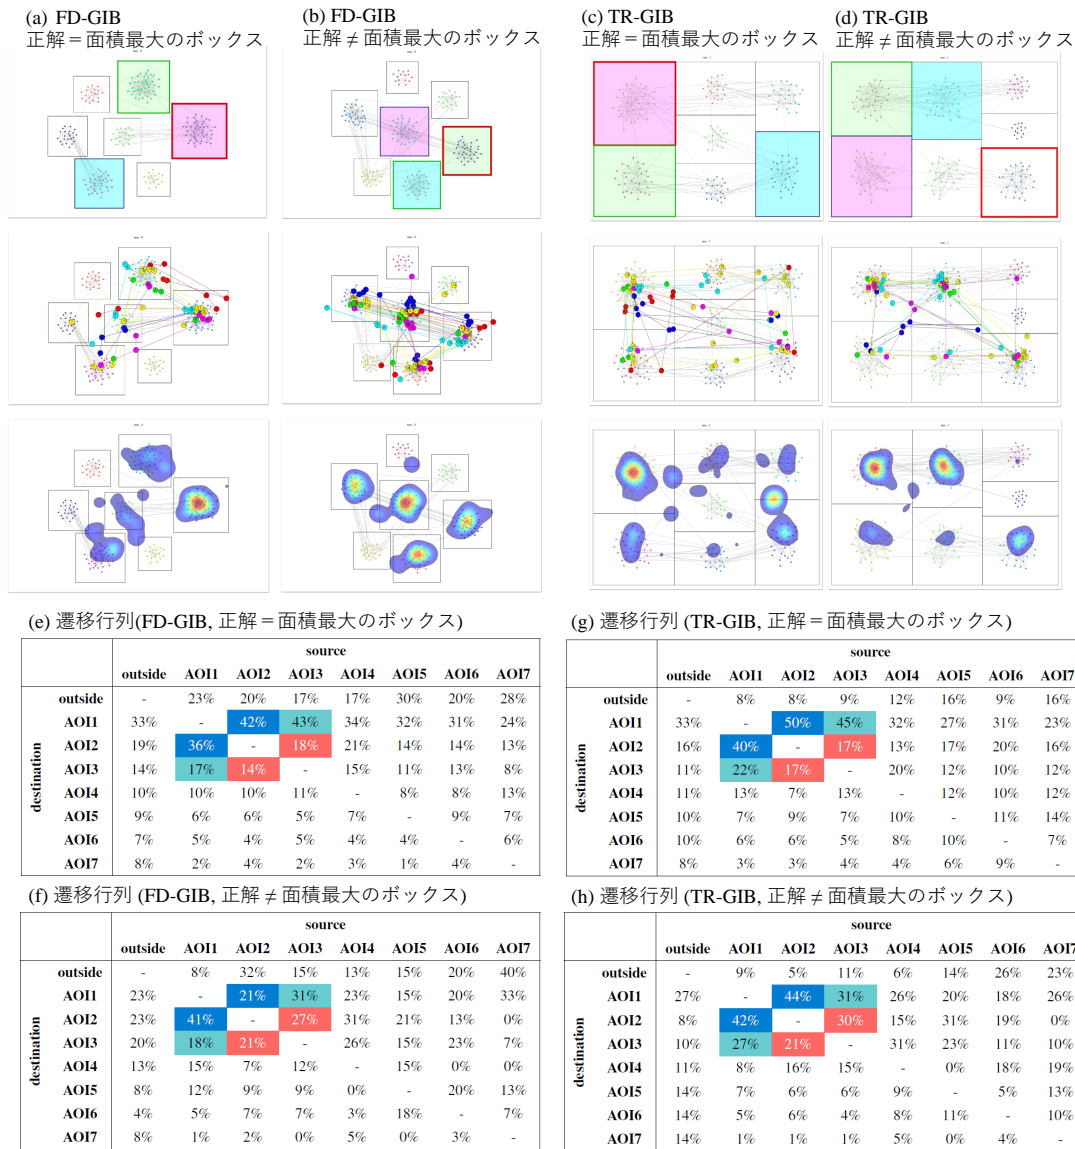 (a) FD-GIB
正解＝面積最大のボックス
(b) FD-GIB
正解 ≠ 面積最大のボックス
(c) TR-GIB
正解＝面積最大のボックス
(d) TR-GIB
正解 ≠ 面積最大のボックス
(e) 遷移行列(FD-GIB, 正解＝面積最大のボックス)
source
outside AOI1 AOI2 AOI3 AOI4 AOI5 AOI6 AOI7
destination
outside - 23% 20% 17% 17% 30% 20% 28%
AOI1 33% - 42% 43% 34% 32% 31% 24%
AOI2 19% 36% - 18% 21% 14% 14% 13%
AOI3 14% 17% 14% - 15% 11% 13% 8%
AOI4 10% 10% 10% 11% - 8% 8% 13%
AOI5 9% 6% 6% 5% 7% - 9% 7%
AOI6 7% 5% 4% 5% 4% 4% - 6%
AOI7 8% 2% 4% 2% 3% 1% 4% -
(g) 遷移行列 (TR-GIB, 正解＝面積最大のボックス)
source
outside AOI1 AOI2 AOI3 AOI4 AOI5 AOI6 AOI7
destination
outside - 8% 8% 9% 12% 16% 9% 16%
AOI1 33% - 50% 45% 32% 27% 31% 23%
AOI2 16% 40% - 17% 13% 17% 20% 16%
AOI3 11% 22% 17% - 20% 12% 10% 12%
AOI4 11% 13% 7% 13% - 12% 10% 12%
AOI5 10% 7% 9% 7% 10% - 11% 14%
AOI6 10% 6% 6% 5% 8% 10% - 7%
AOI7 8% 3% 3% 4% 4% 6% 9% -
(f) 遷移行列 (FD-GIB, 正解 ≠ 面積最大のボックス)
source
outside AOI1 AOI2 AOI3 AOI4 AOI5 AOI6 AOI7
destination
outside - 8% 32% 15% 13% 15% 20% 40%
AOI1 23% - 21% 31% 23% 15% 20% 33%
AOI2 23% 41% - 27% 31% 21% 13% 0%
AOI3 20% 18% 21% - 26% 15% 23% 7%
AOI4 13% 15% 7% 12% - 15% 0% 0%
AOI5 8% 12% 9% 9% 0% - 20% 13%
AOI6 4% 5% 7% 7% 3% 18% - 7%
AOI7 8% 1% 2% 0% 5% 0% 3% -
(h) 遷移行列 (TR-GIB, 正解 ≠ 面積最大のボックス)
source
outside AOI1 AOI2 AOI3 AOI4 AOI5 AOI6 AOI7
destination
outside - 9% 5% 11% 6% 14% 26% 23%
AOI1 27% - 44% 31% 26% 20% 18% 26%
AOI2 8% 42% - 30% 15% 31% 19% 0%
AOI3 10% 27% 21% - 31% 23% 11% 10%
AOI4 11% 8% 16% 15% - 0% 18% 19%
AOI5 14% 7% 6% 6% 9% - 5% 13%
AOI6 14% 5% 6% 4% 8% 11% - 10%
AOI7 14% 1% 1% 1% 5% 0% 4% -